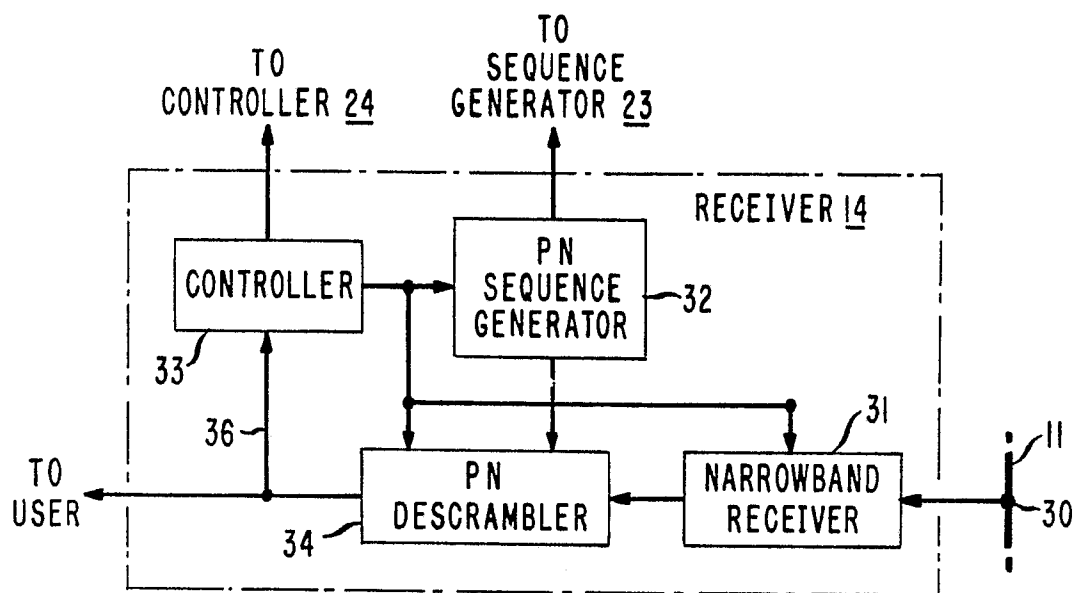 TO
CONTROLLER 24
TO
SEQUENCE
GENERATOR 23
RECEIVER 14
CONTROLLER
33
PN
SEQUENCE
GENERATOR
32
36
TO
USER
PN
DESCRAMBLER
34
31
NARROWBAND
RECEIVER
11
30